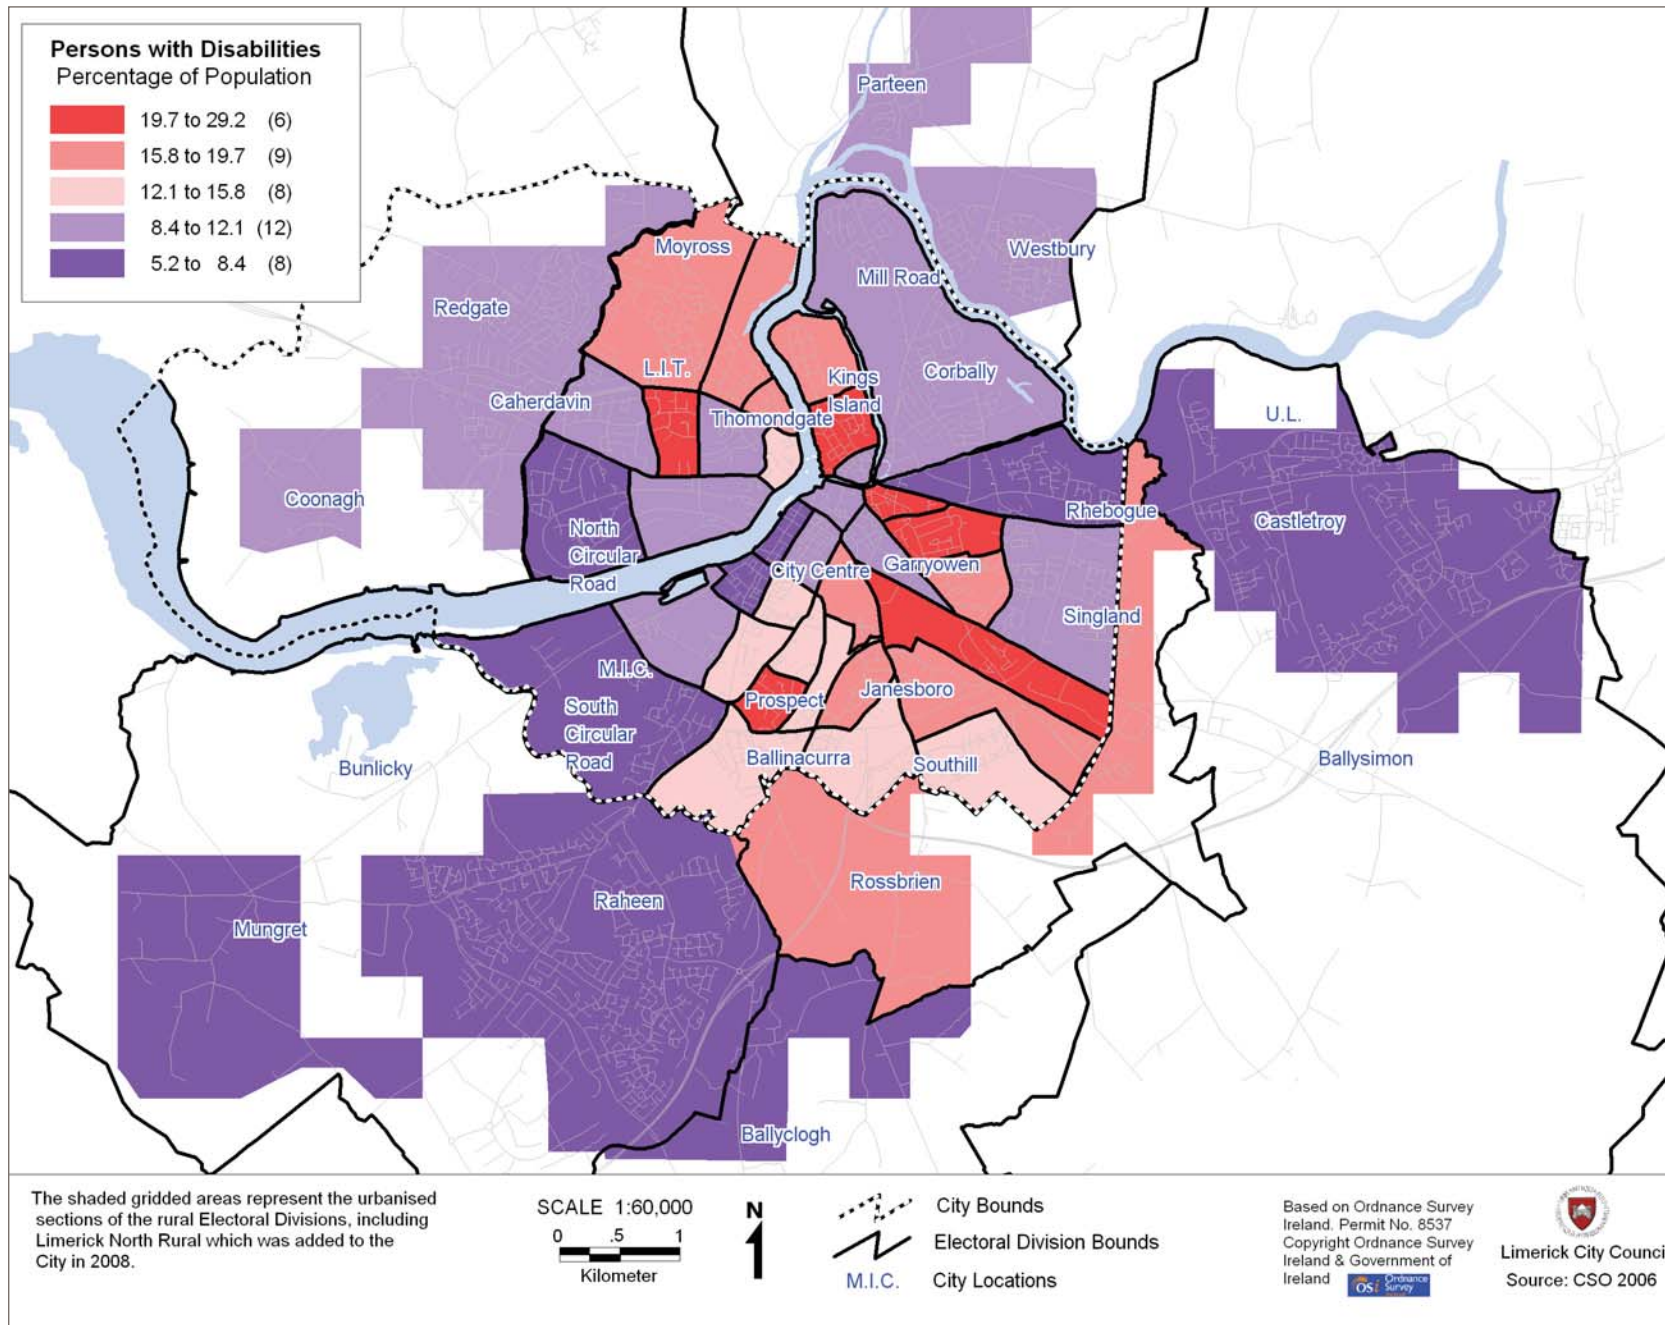 Persons with Disabilities
Percentage of Population
19.7 to 29.2 (6)
15.8 to 19.7 (9)
12.1 to 15.8 (8)
8.4 to 12.1 (12)
5.2 to 8.4 (8)
Parteen
Moyross
Westbury
Mill Road
Redgate
L.I.T.
Kings
Island
Corbally
Caherdavin
Thomondgate
U.L.
Coonagh
North
Circular
Road
Rhebogue
Castletroy
City Centre
Garryowen
Singland
M.I.C.
Prospect
Janesboro
South
Circular
Road
Bunlicky
Ballinacurra
Southill
Ballysimon
Rossbrien
Raheen
Mungret
Ballyclogh
The shaded gridded areas represent the urbanised
sections of the rural Electoral Divisions, including
Limerick North Rural which was added to the
City in 2008.
SCALE 1:60,000
0 .5 1
Kilometer
N
City Bounds
Electoral Division Bounds
M.I.C. City Locations
Based on Ordnance Survey
Ireland. Permit No. 8537
Copyright Ordnance Survey
Ireland & Government of
Ireland
OSi Ordnance
Survey
Limerick City Counci
Source: CSO 2006